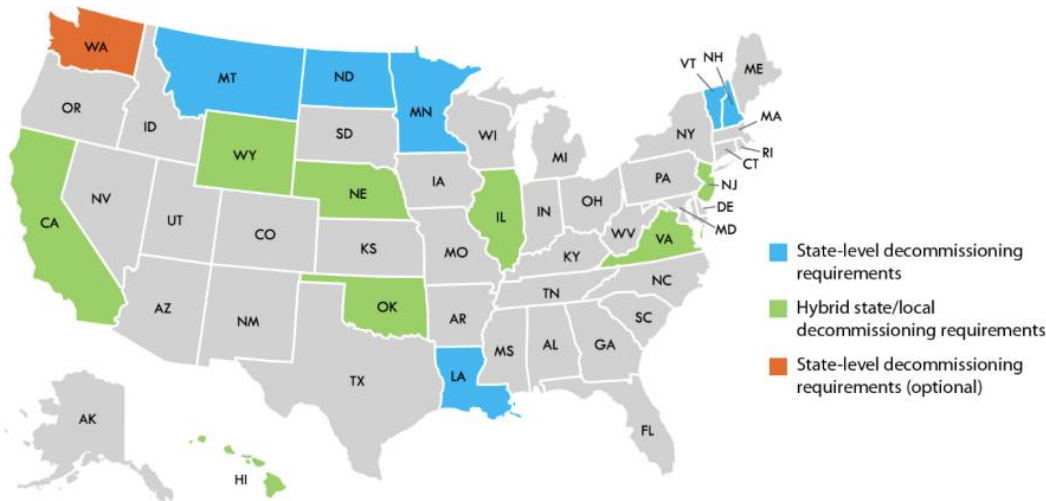 WA
MT
ND
MN
VT
NH
ME
OR
ID
SD
WI
MI
NY
MA
RI
CT
WY
NE
IA
PA
NJ
DE
MD
CA
NV
UT
CO
KS
MO
IL
IN
OH
WV
VA
KY
AZ
NM
OK
AR
TN
NC
SC
TX
LA
MS
AL
GA
FL
AK
HI
State-level decommissioning
requirements
Hybrid state/local
decommissioning requirements
State-level decommissioning
requirements (optional)